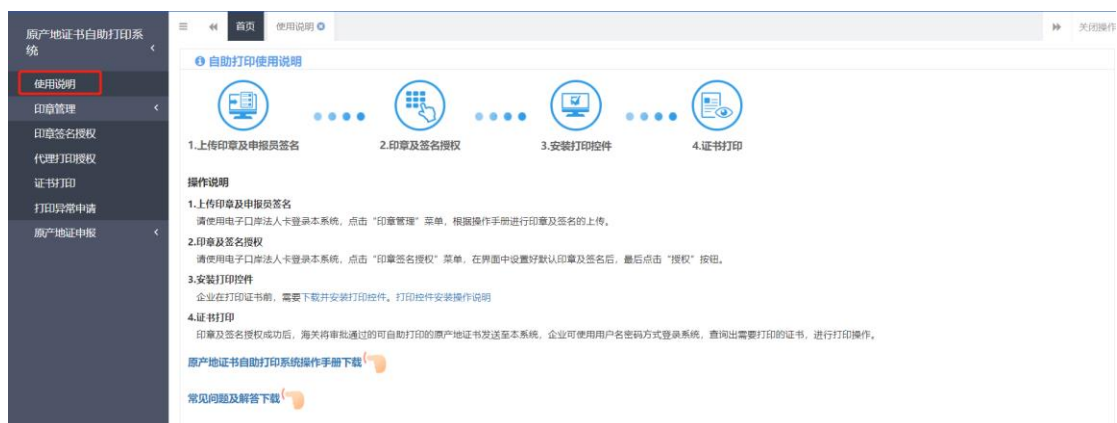 原产地证书自助打印系
统
使用说明
印章管理
印章签名授权
代理打印授权
证书打印
打印异常申请
原产地证申报
首页
使用说明
关闭操作
自助打印使用说明
1.上传印章及申报员签名
2.印章及签名授权
3.安装打印控件
4.证书打印
操作说明
1.上传印章及申报员签名
请使用电子口岸法人卡登录本系统，点击“印章管理”菜单，根据操作手册进行印章及签名的上传。
2.印章及签名授权
请使用电子口岸法人卡登录本系统，点击“印章签名授权”菜单，在界面中设置好默认印章及签名后，最后点击“授权”按钮。
3.安装打印控件
企业在打印证书前，需要下载并安装打印控件。打印控件安装操作说明
4.证书打印
印章及签名授权成功后，海关将审批通过的可自助打印的原产地证书发送至本系统，企业可使用用户名密码方式登录系统，查询出需要打印的证书，进行打印操作。
原产地证书自助打印系统操作手册下载
常见问题及解答下载